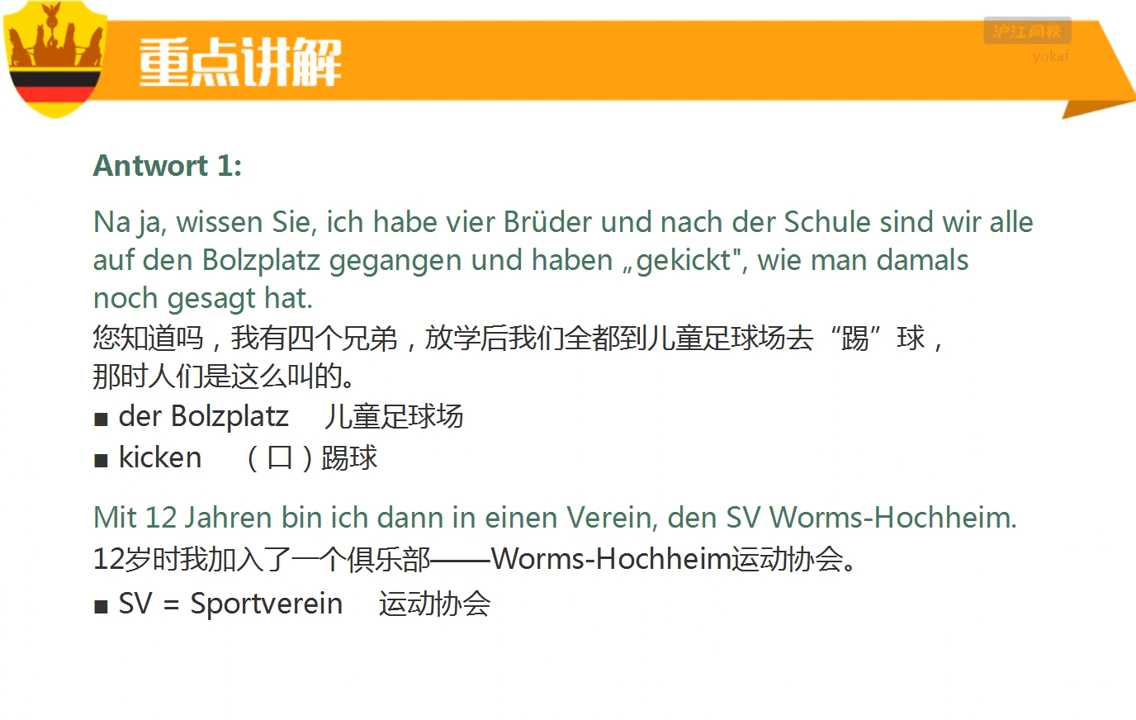 沪江网校
yokaf
重点讲解
Antwort 1:
Na ja, wissen Sie, ich habe vier Brüder und nach der Schule sind wir alle
auf den Bolzplatz gegangen und haben „gekickt", wie man damals
noch gesagt hat.
您知道吗，我有四个兄弟，放学后我们全都到儿童足球场去“踢”球，
那时人们是这么叫的。
■ der Bolzplatz 儿童足球场
■ kicken （口）踢球
Mit 12 Jahren bin ich dann in einen Verein, den SV Worms-Hochheim.
12岁时我加入了一个俱乐部——Worms-Hochheim运动协会。
■ SV = Sportverein 运动协会